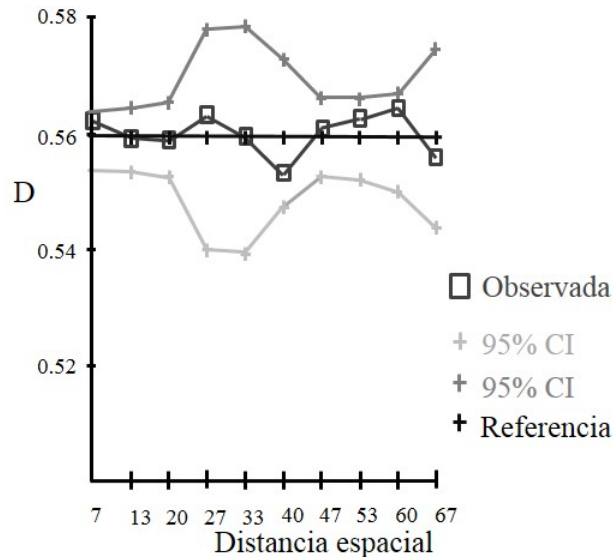 0.58
0.56
D
0.54
0.52
Observada
95% CI
95% CI
Referencia
7 13 20 27 33 40 47 53 60 67
Distancia espacial